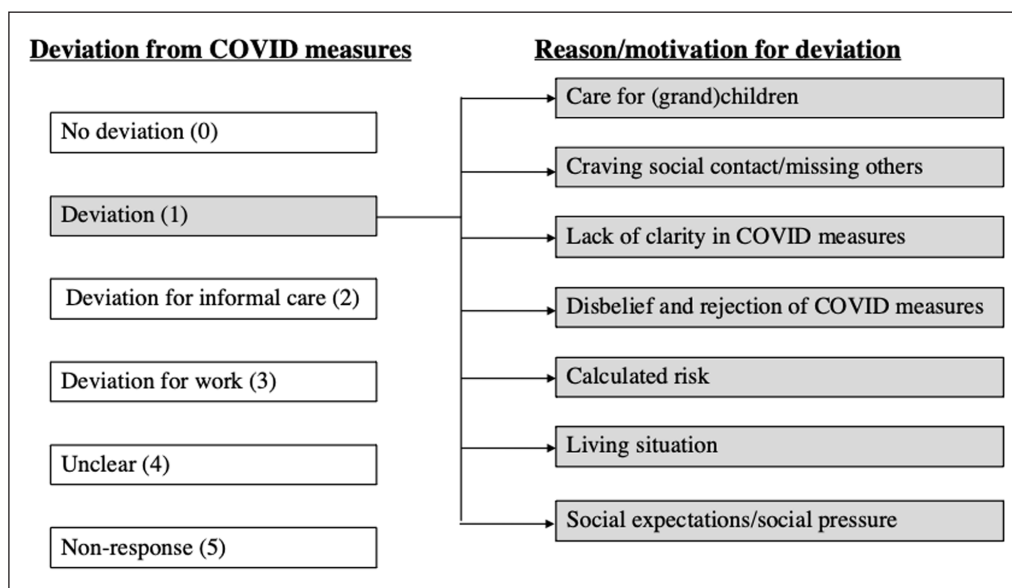 Deviation from COVID measures
No deviation (0)
Deviation (1)
Deviation for informal care (2)
Deviation for work (3)
Unclear (4)
Non-response (5)
Reason/motivation for deviation
Care for (grand)children
Craving social contact/missing others
Lack of clarity in COVID measures
Disbelief and rejection of COVID measures
Calculated risk
Living situation
Social expectations/social pressure